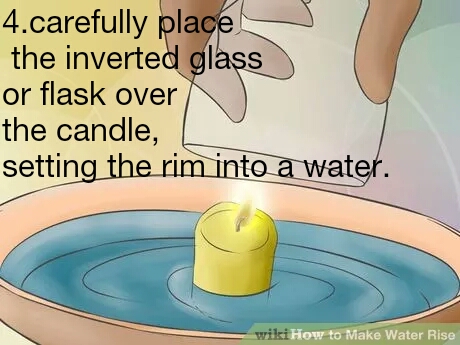 4.carefully place
the inverted glass
or flask over
the candle,
setting the rim into a water.
wikiHow to Make Water Rise